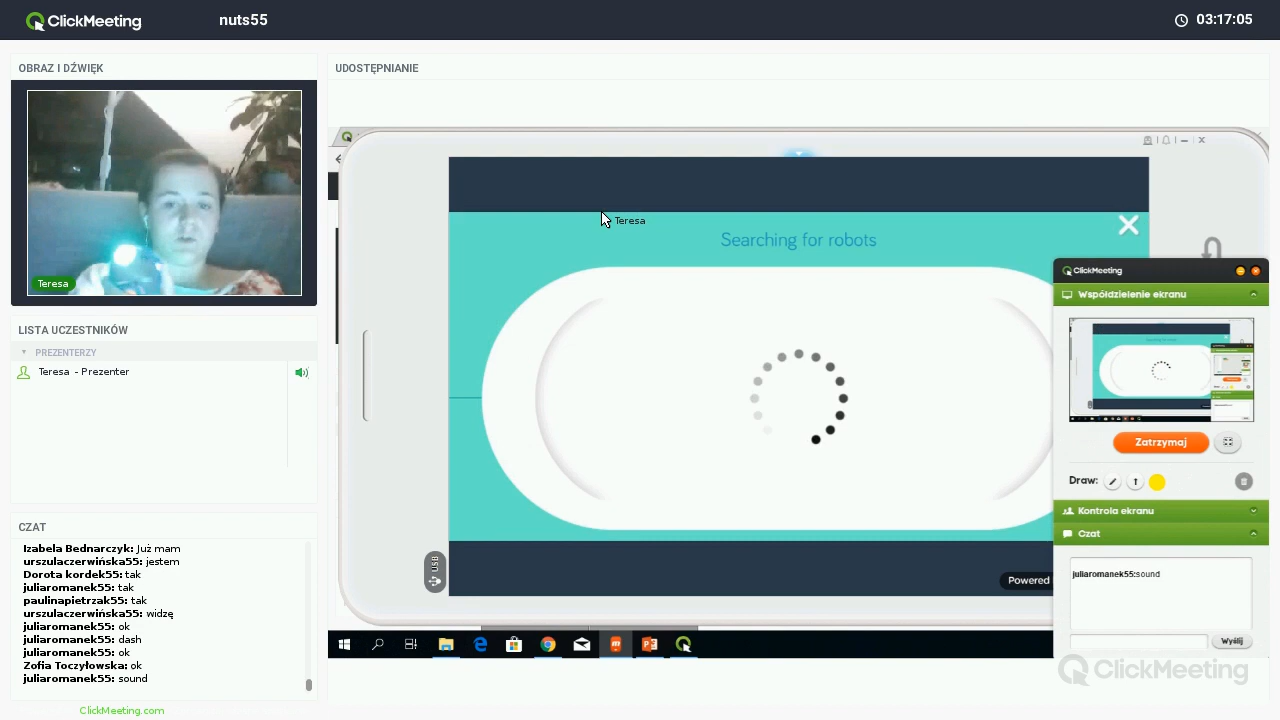 ClickMeeting
nuts55
03:17:05
OBRAZ I DŹWIĘK
Teresa
LISTA UCZESTNIKÓW
PREZENTERZY
Teresa - Prezenter
CZAT
Izabela Bednarczyk: Już mam
urszulaczerwińska55: jestem
Dorota kordek55: tak
juliaromanek55: tak
paulinapietrzak55: tak
urszulaczerwińska55: widzę
juliaromanek55: ok
juliaromanek55: dash
juliaromanek55: ok
Zofia Toczyłowska: ok
juliaromanek55: sound
ClickMeeting.com
UDOSTĘPNIANIE
Teresa
Searching for robots
USB
Powered
ClickMeeting
Współdzielenie ekranu
Zatrzymaj
Draw:
Kontrola ekranu
Czat
juliaromanek55:sound
Wyślij
ClickMeeting